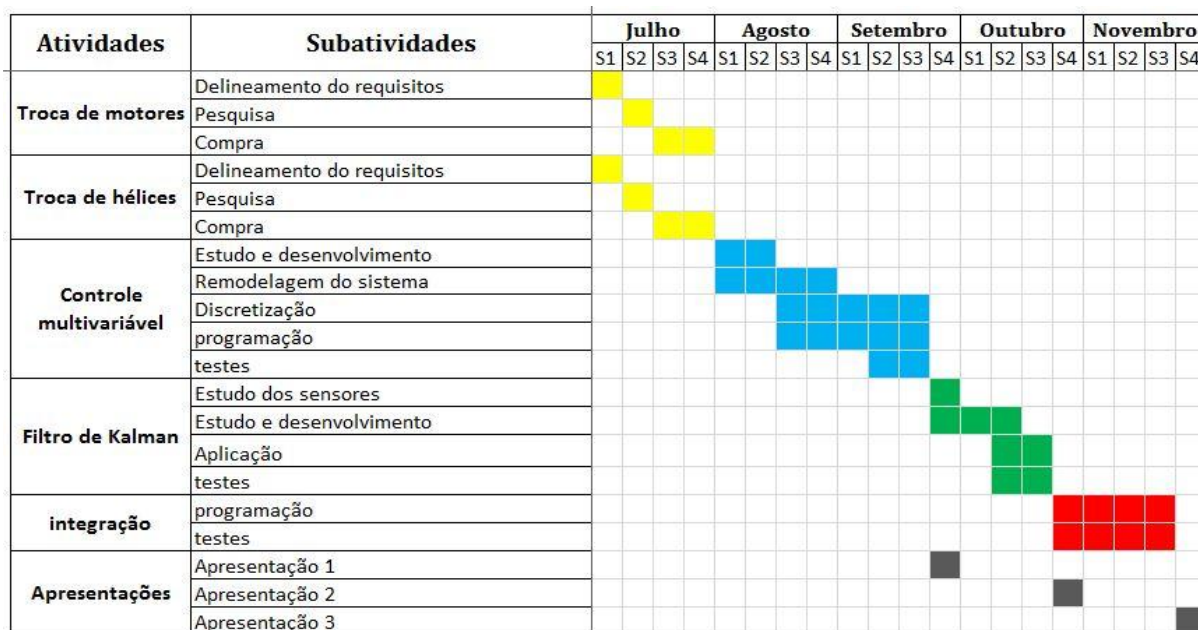 Atividades Subatividades Julho Agosto Setembro Outubro Novembro
S1 S2 S3 S4 S1 S2 S3 S4 S1 S2 S3 S4 S1 S2 S3 S4 S1 S2 S3 S4
Troca de motores
Delineamento do requisitos
Pesquisa
Compra
Troca de hélices
Delineamento do requisitos
Pesquisa
Compra
Controle
multivariável
Estudo e desenvolvimento
Remodelagem do sistema
Discretização
programação
testes
Filtro de Kalman
Estudo dos sensores
Estudo e desenvolvimento
Aplicação
testes
integração
programação
testes
Apresentações
Apresentação 1
Apresentação 2
Apresentação 3